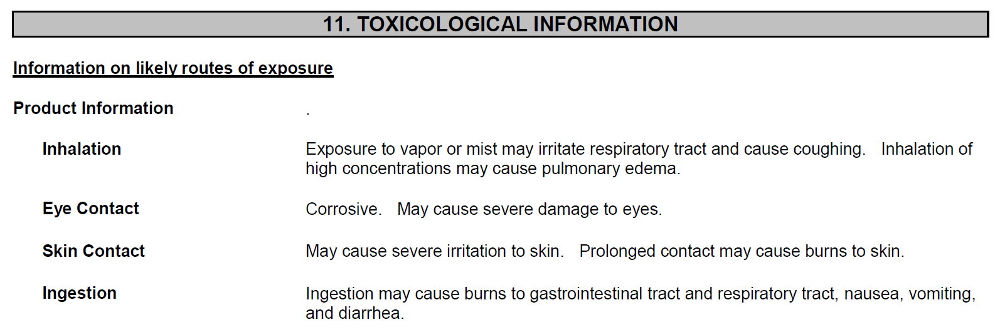 11. TOXICOLOGICAL INFORMATION
Information on likely routes of exposure
Product Information .
Inhalation Exposure to vapor or mist may irritate respiratory tract and cause coughing. Inhalation of
high concentrations may cause pulmonary edema.
Eye Contact Corrosive. May cause severe damage to eyes.
Skin Contact May cause severe irritation to skin. Prolonged contact may cause burns to skin.
Ingestion Ingestion may cause burns to gastrointestinal tract and respiratory tract, nausea, vomiting,
and diarrhea.